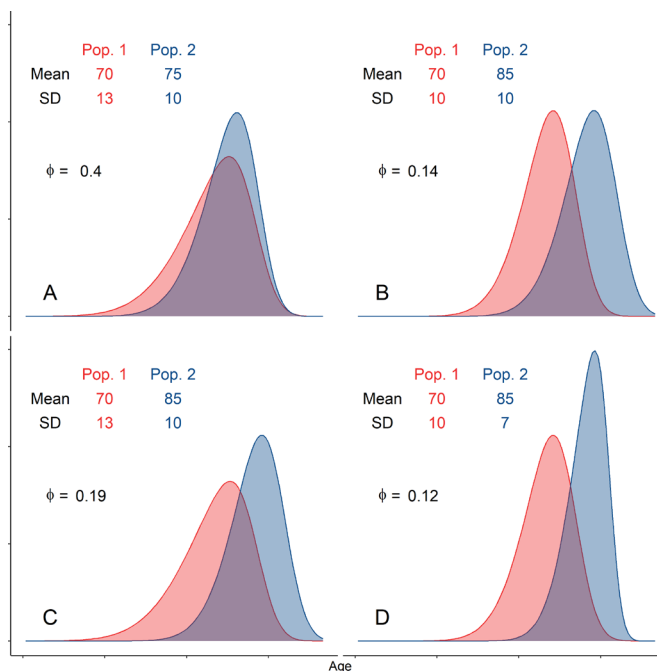 Pop. 1 Pop. 2
Mean 70 75
SD 13 10
ϕ = 0.4
A
Pop. 1 Pop. 2
Mean 70 85
SD 10 10
ϕ = 0.14
B
Pop. 1 Pop. 2
Mean 70 85
SD 13 10
ϕ = 0.19
C
Pop. 1 Pop. 2
Mean 70 85
SD 10 7
ϕ = 0.12
D
Age